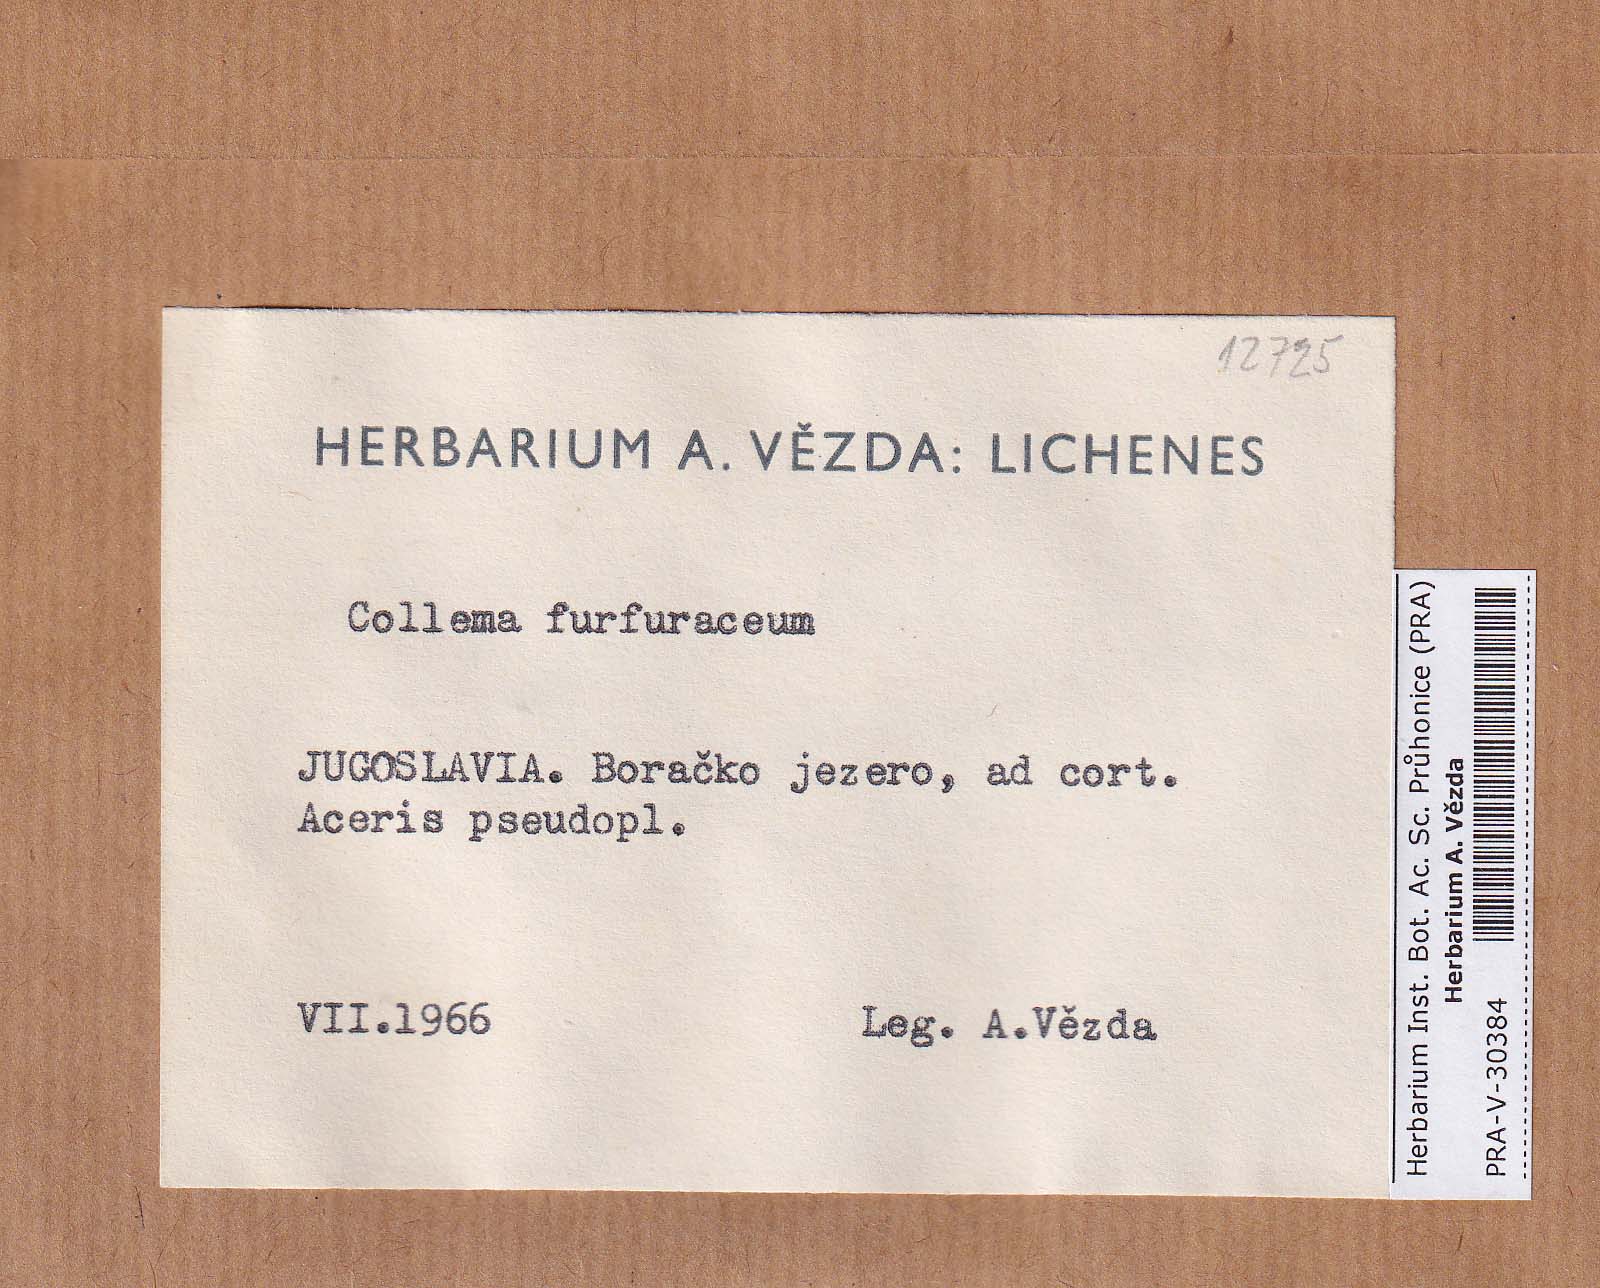 12725
HERBARIUM A. VĚZDA: LICHENES
Collema furfuraceum
JUGOSLAVIA. Boračko jezero, ad cort.
Aceris pseudopl.
VII.1966
Leg. A.Vězda
Herbarium Inst. Bot. Ac. Sc. Průhonice (PRA)
Herbarium A. Vězda
PRA-V-30384